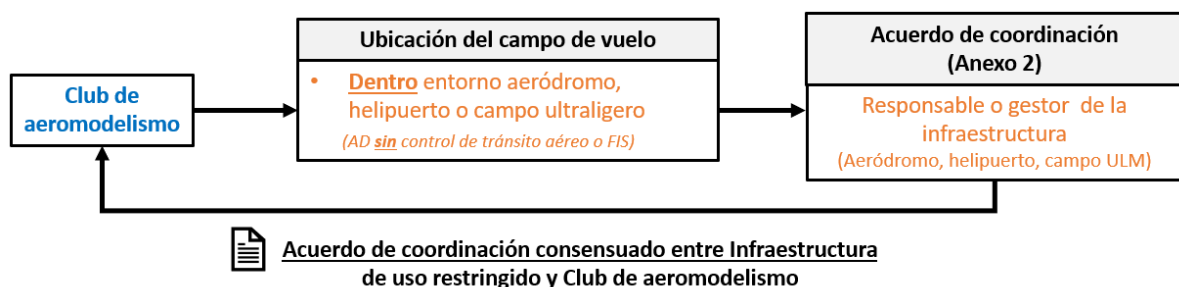 Club de
aeromodelismo
Ubicación del campo de vuelo
• Dentro entorno aeródromo,
helipuerto o campo ultraligero
(AD sin control de tránsito aéreo o FIS)
Acuerdo de coordinación
(Anexo 2)
Responsable o gestor de la
infraestructura
(Aeródromo, helipuerto, campo ULM)
Acuerdo de coordinación consensuado entre Infraestructura
de uso restringido y Club de aeromodelismo